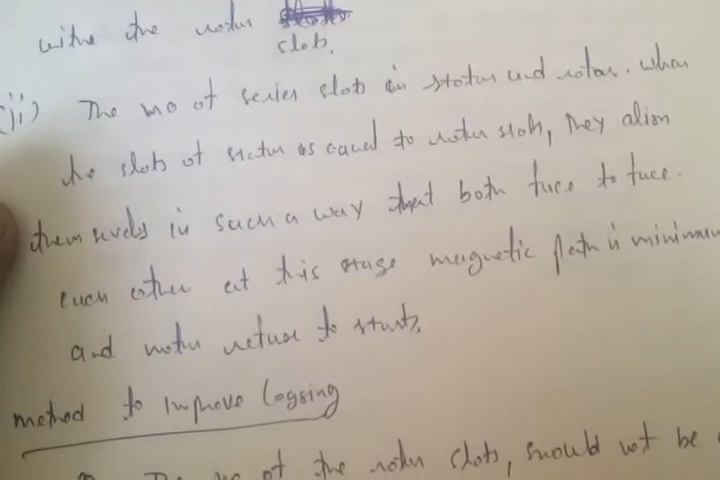 with the rotor
slots.
(ii) The no of series slots in stator and rotor. when
the slots of stator is equal to rotor slots, they align
themselves in such a way that both face to face.
each other at this stage magnetic path is minimum
and motor refuse to starts.
method to improve Cogging
The no of the rotor slots, should not be